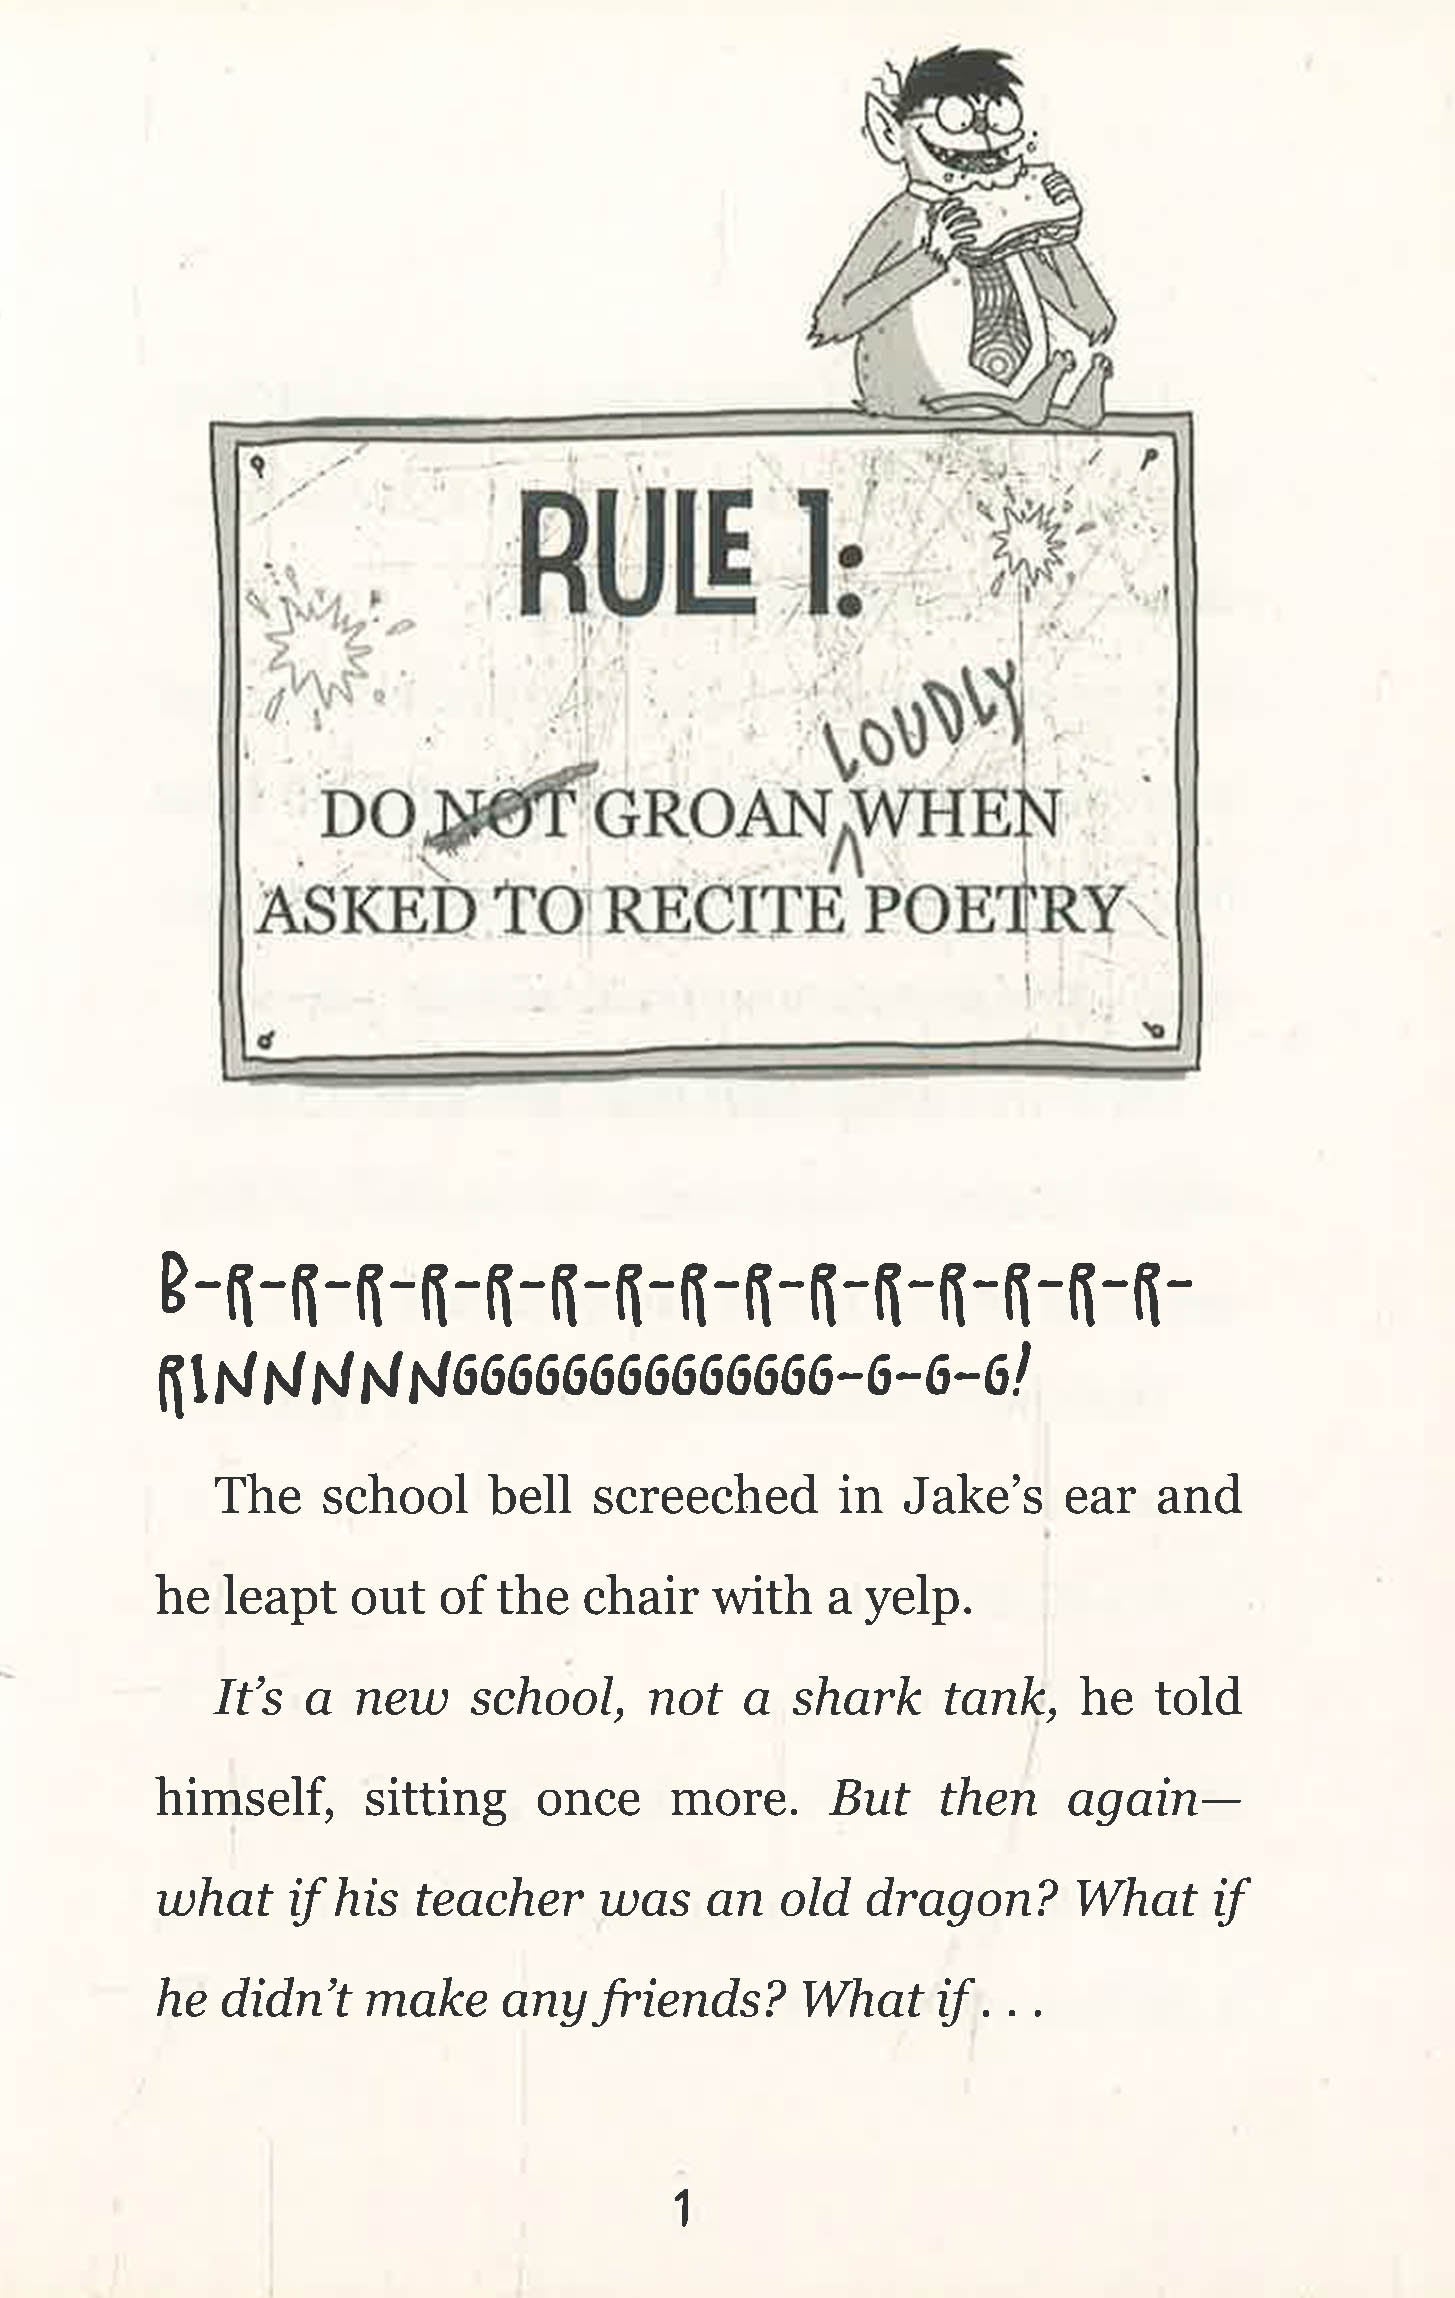 RULE 1:
LOUDLY
DO NOT GROAN WHEN
ASKED TO RECITE POETRY
B-R-R-R-R-R-R-R-R-R-R-R-R-R-R-R-
RINNNNNGGGGGGGGGGGGGG-G-G-G!
The school bell screeched in Jake’s ear and
he leapt out of the chair with a yelp.
It’s a new school, not a shark tank, he told
himself, sitting once more. But then again—
what if his teacher was an old dragon? What if
he didn’t make any friends? What if . . .
1